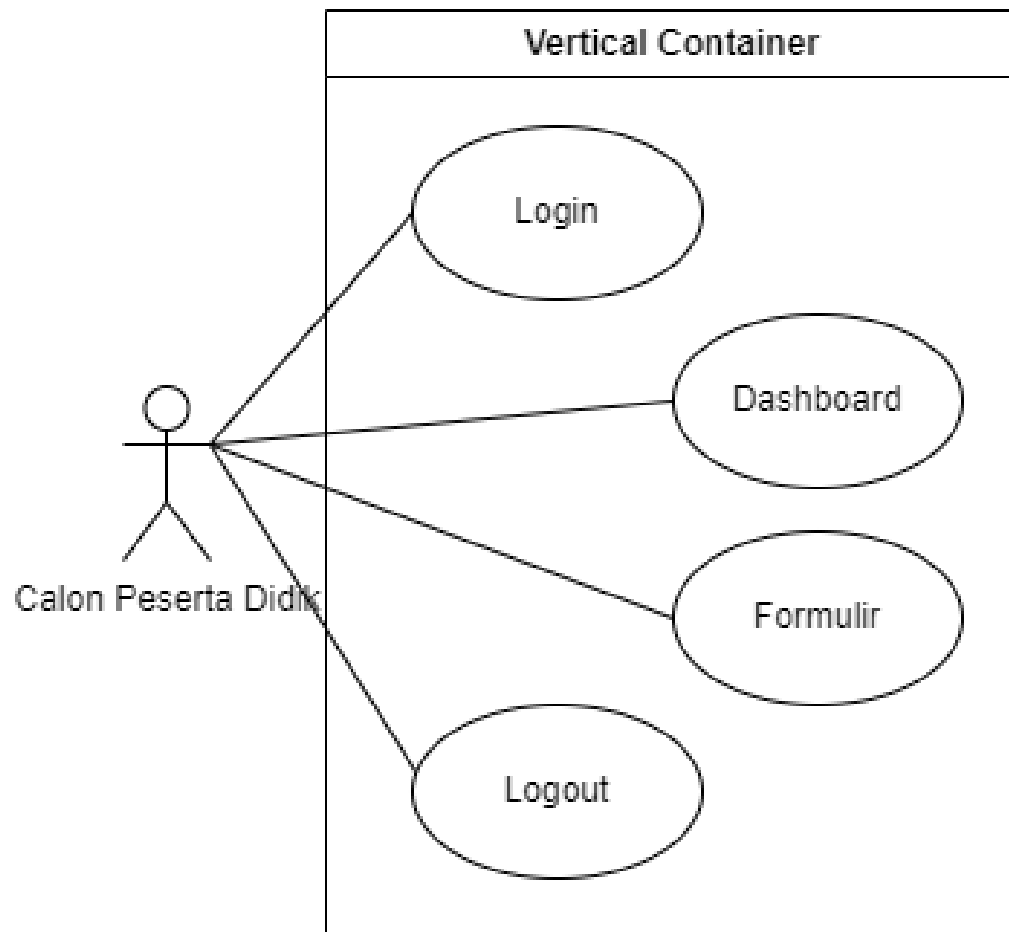 Vertical Container
Login
Dashboard
Calon Peserta Didik
Formulir
Logout